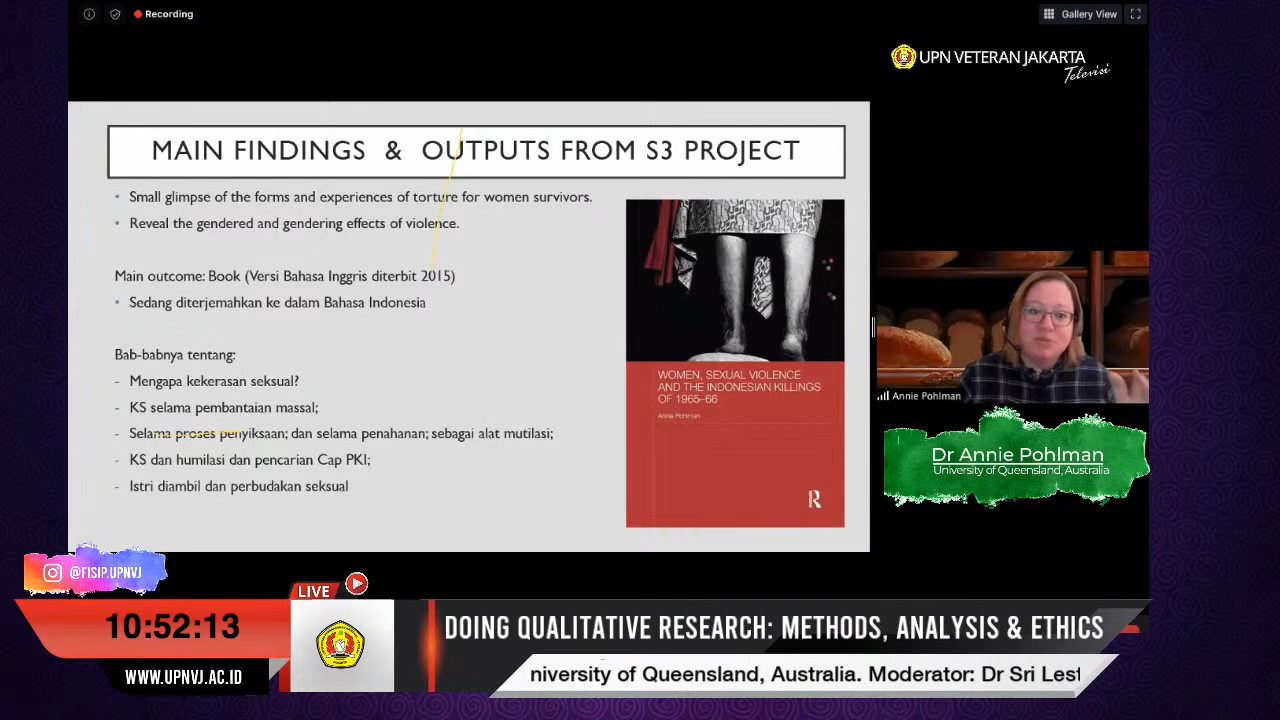 Recording
Gallery View
UPN VETERAN JAKARTA
Televisi
MAIN FINDINGS & OUTPUTS FROM S3 PROJECT
• Small glimpse of the forms and experiences of torture for women survivors.
• Reveal the gendered and gendering effects of violence.
Main outcome: Book (Versi Bahasa Inggris diterbit 2015)
• Sedang diterjemahkan ke dalam Bahasa Indonesia
Bab-babnya tentang:
- Mengapa kekerasan seksual?
- KS selama pembantaian massal;
- Selama proses penyiksaan; dan selama penahanan; sebagai alat mutilasi;
- KS dan humilasi dan pencarian Cap PKI;
- Istri diambil dan perbudakan seksual
WOMEN, SEXUAL VIOLENCE
AND THE INDONESIAN KILLINGS
OF 1965–66
Annie Pohlman
R
Annie Pohlman
Dr Annie Pohlman
University of Queensland, Australia
@FISIP.UPNVJ
LIVE
10:52:13
DOING QUALITATIVE RESEARCH: METHODS, ANALYSIS & ETHICS
WWW.UPNVJ.AC.ID
niversity of Queensland, Australia. Moderator: Dr Sri Lest